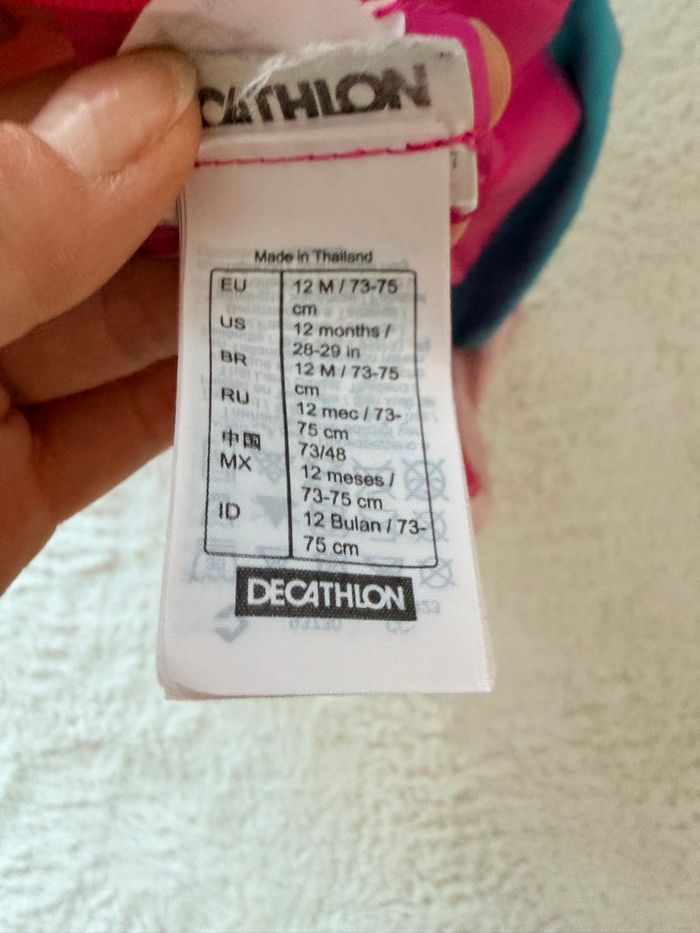 CATHLON
Made in Thailand
EU 12 M / 73-75
cm
US 12 months /
28-29 in
BR 12 M / 73-75
cm
RU 12 мес / 73-
75 cm
中国 73/48
MX 12 meses /
73-75 cm
ID 12 Bulan / 73-
75 cm
DECATHLON